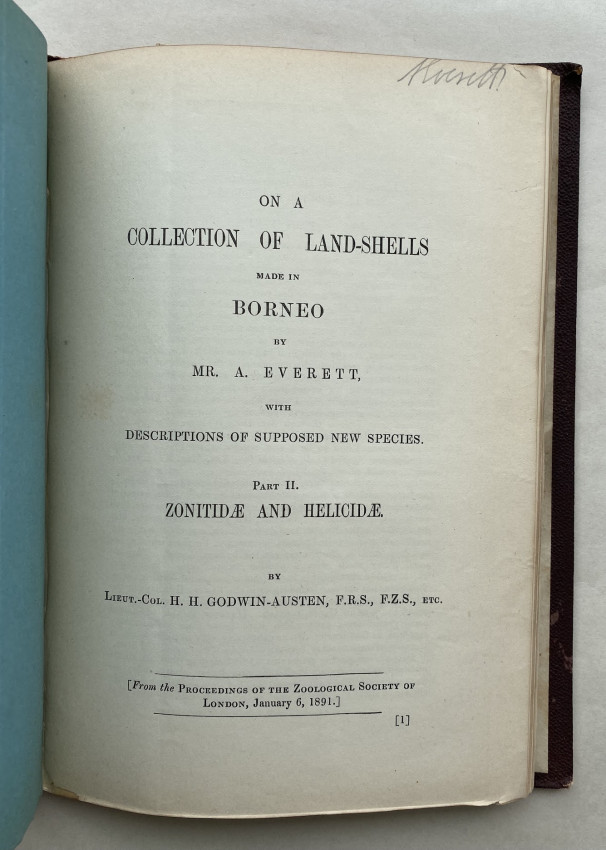 Everett
ON A
COLLECTION OF LAND-SHELLS
MADE IN
BORNEO
BY
MR. A. EVERETT,
WITH
DESCRIPTIONS OF SUPPOSED NEW SPECIES.
PART II.
ZONITIDÆ AND HELICIDÆ.
BY
LIEUT.-COL. H. H. GODWIN-AUSTEN, F.R.S., F.Z.S., ETC.
[From the PROCEEDINGS OF THE ZOOLOGICAL SOCIETY OF
LONDON, January 6, 1891.]
[1]